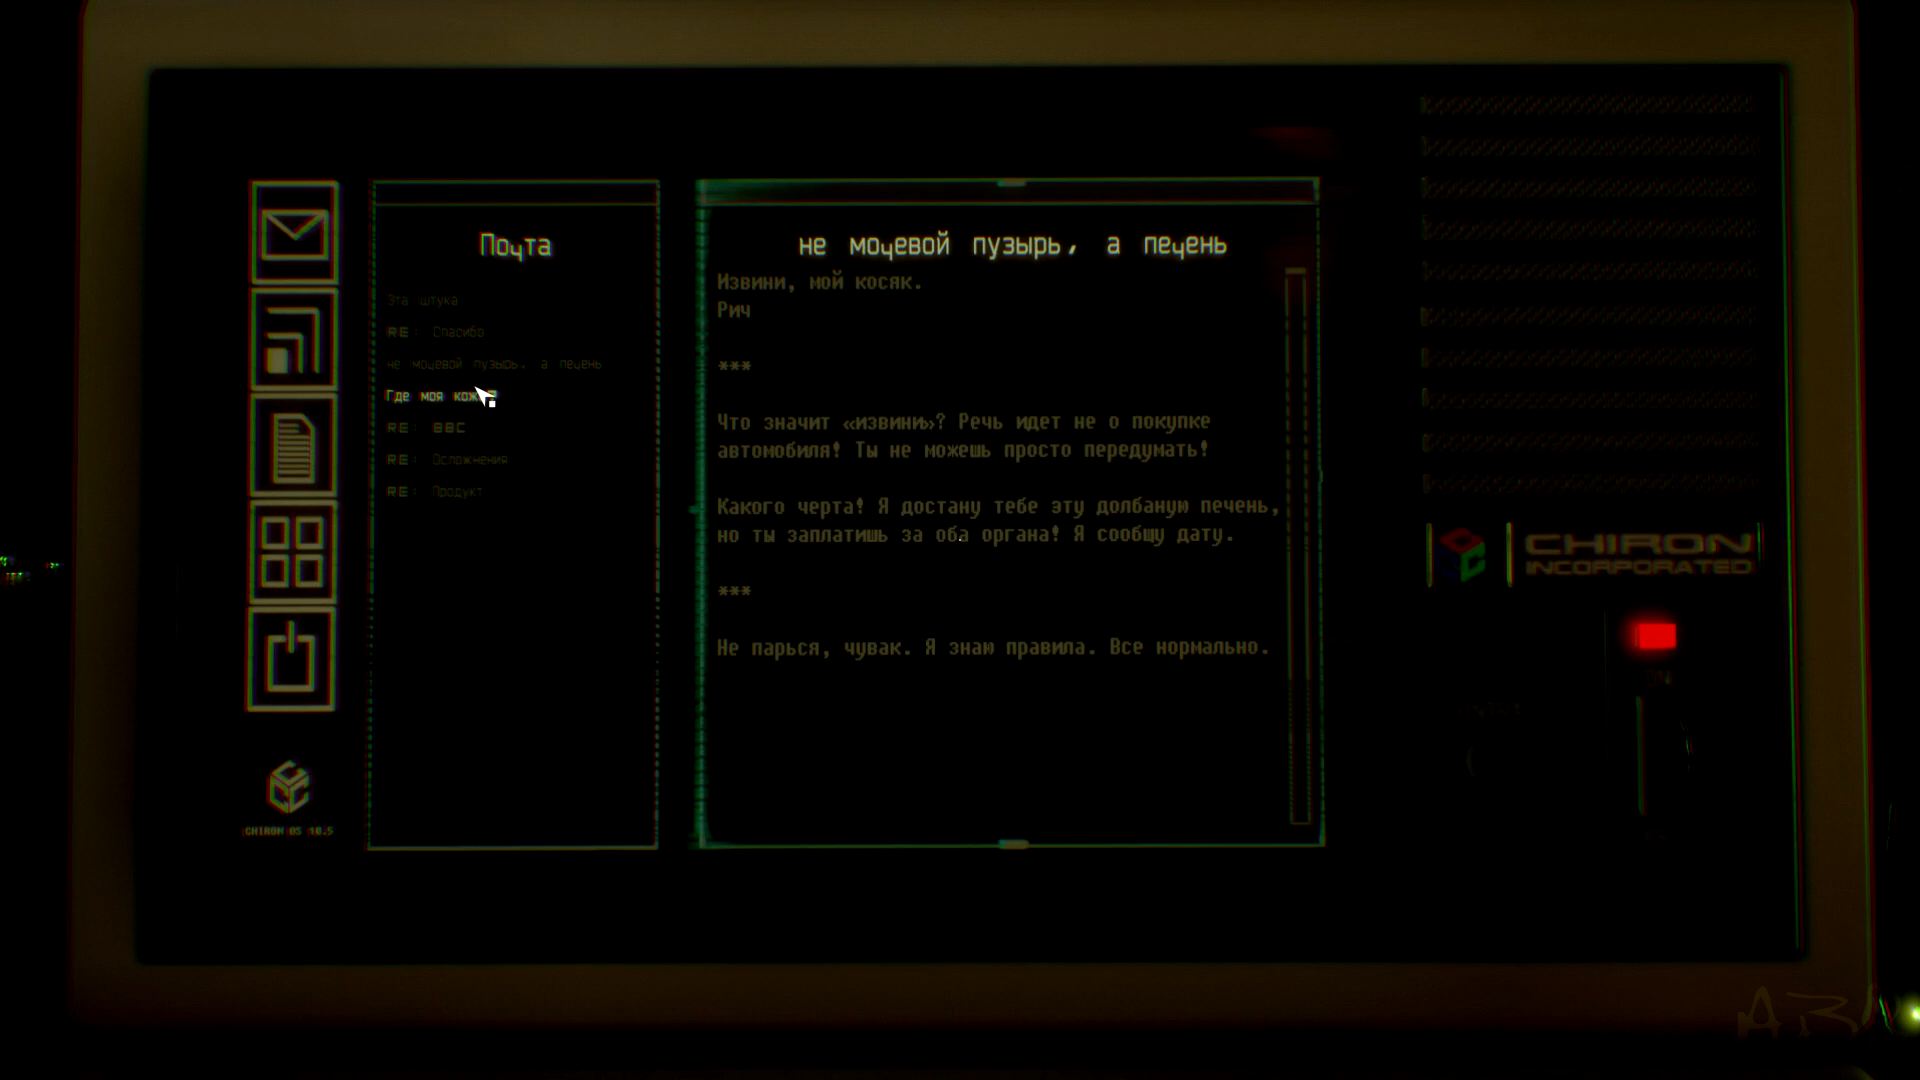 Почта
Эта штука
RE: Спасибо
не мочевой пузырь, а печень
Где моя
RE: BBC
RE: Осложнения
RE: Продукт
CHIRON OS 10.5
не мочевой пузырь, а печень
Извини, мой косяк.
Рич
***
Что значит «извини»? Речь идет не о покупке
автомобиля! Ты не можешь просто передумать!
Какого черта! Я достану тебе эту долбаную печень,
но ты заплатишь за оба органа! Я сообщу дату.
***
Не парься, чувак. Я знаю правила. Все нормально.
CHIRON
INCORPORATED
ON